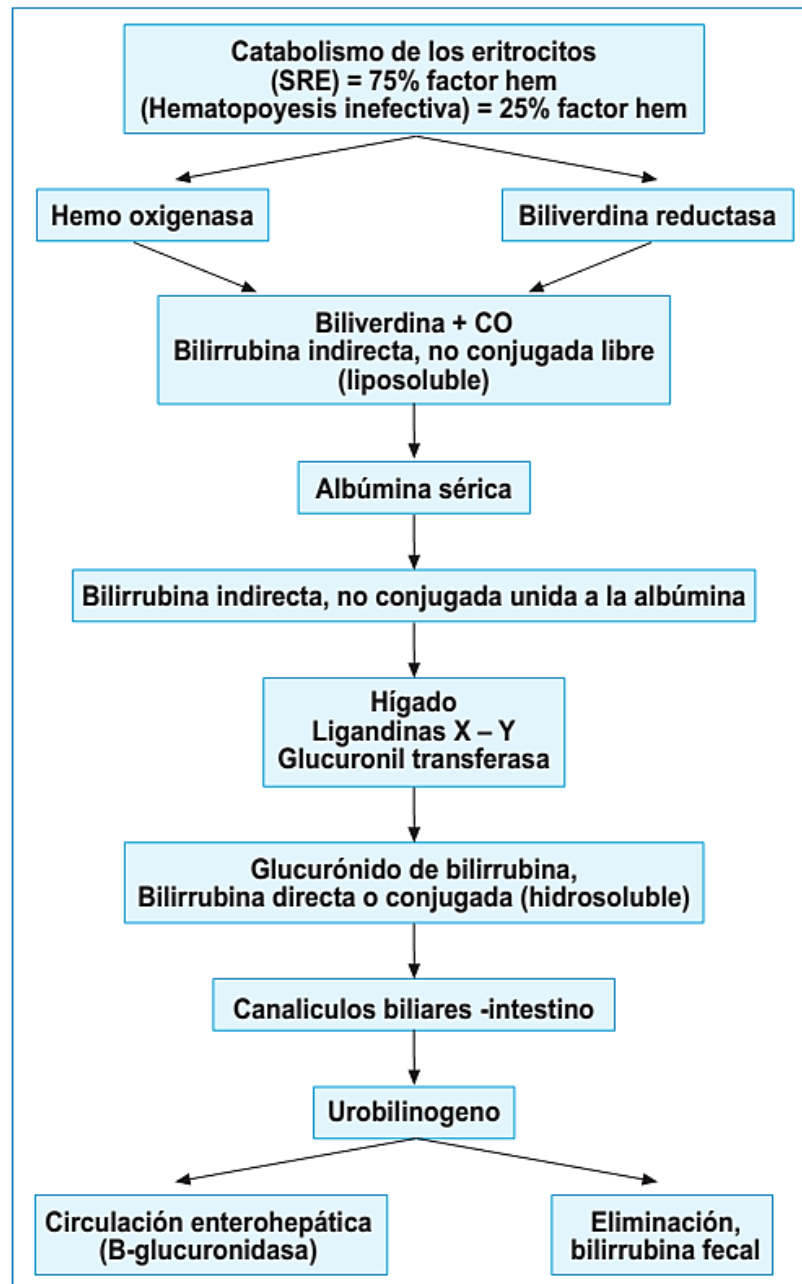 Catabolismo de los eritrocitos
(SRE) = 75% factor hem
(Hematopoyesis inefectiva) = 25% factor hem
Hemo oxigenasa
Biliverdina reductasa
Biliverdina + CO
Bilirrubina indirecta, no conjugada libre
(liposoluble)
Albúmina sérica
Bilirrubina indirecta, no conjugada unida a la albúmina
Hígado
Ligandinas X – Y
Glucuronil transferasa
Glucurónido de bilirrubina,
Bilirrubina directa o conjugada (hidrosoluble)
Canaliculos biliares -intestino
Urobilinogeno
Circulación enterohepática
(B-glucuronidasa)
Eliminación,
bilirrubina fecal